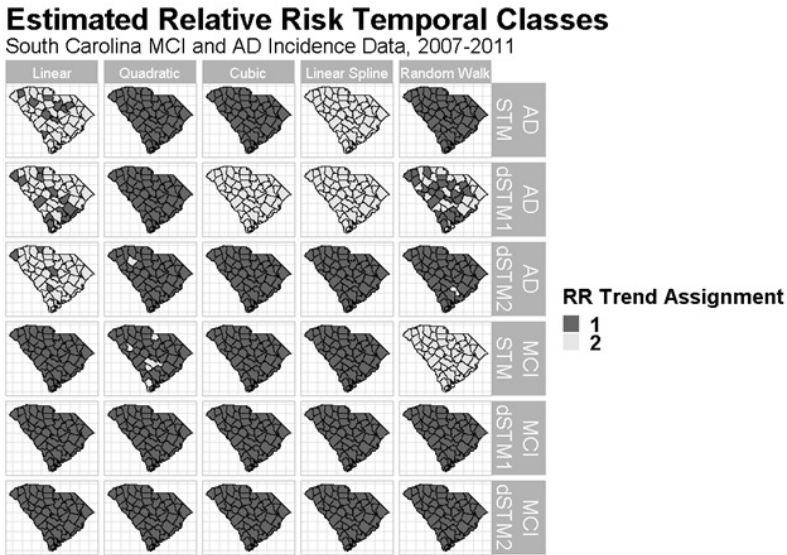 Estimated Relative Risk Temporal Classes
South Carolina MCI and AD Incidence Data, 2007-2011
Linear
Quadratic
Cubic
Linear Spline
Random Walk
AD
STM
AD
dSTM1
AD
dSTM2
MCI
STM
MCI
dSTM1
MCI
dSTM2
RR Trend Assignment
1
2